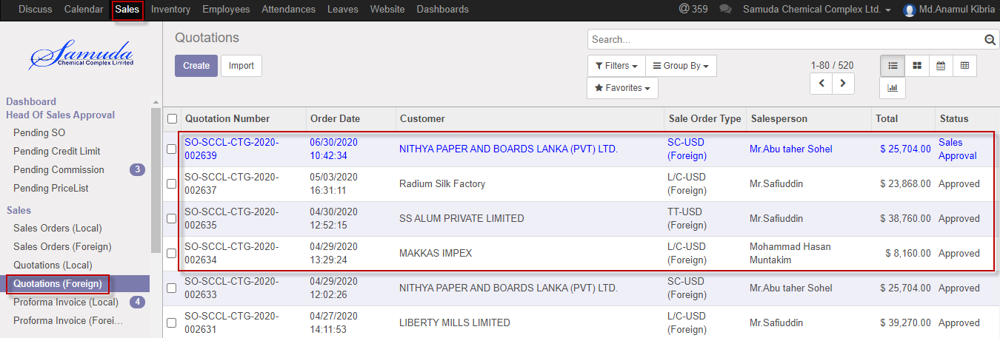 Discuss Calendar Sales Inventory Employees Attendances Leaves Website Dashboards @ 359 Samuda Chemical Complex Ltd. Md.Anamul Kibria
Samuda
Chemical Complex Limited
Dashboard
Head Of Sales Approval
Pending SO
Pending Credit Limit
Pending Commission 3
Pending PriceList
Sales
Sales Orders (Local)
Sales Orders (Foreign)
Quotations (Local)
Quotations (Foreign)
Proforma Invoice (Local) 4
Proforma Invoice (Forei...
Quotations
Search...
Create Import
Filters Group By
Favorites
1-80 / 520
Quotation Number Order Date Customer Sale Order Type Salesperson Total Status
SO-SCCL-CTG-2020- 06/30/2020 SC-USD Sales
NITHYA PAPER AND BOARDS LANKA (PVT) LTD. Mr.Abu taher Sohel $ 25,704.00
002639 10:42:34 (Foreign) Approval
SO-SCCL-CTG-2020- 05/03/2020 L/C-USD
Radium Silk Factory Mr.Safiuddin $ 23,868.00 Approved
002637 16:31:11 (Foreign)
SO-SCCL-CTG-2020- 04/30/2020 TT-USD
SS ALUM PRIVATE LIMITED Mr.Safiuddin $ 38,760.00 Approved
002635 12:52:15 (Foreign)
SO-SCCL-CTG-2020- 04/29/2020 L/C-USD Mohammad Hasan
MAKKAS IMPEX $ 8,160.00 Approved
002634 13:29:24 (Foreign) Muntakim
SO-SCCL-CTG-2020- 04/29/2020 SC-USD
NITHYA PAPER AND BOARDS LANKA (PVT) LTD. Mr.Abu taher Sohel $ 25,704.00 Approved
002633 12:02:26 (Foreign)
SO-SCCL-CTG-2020- 04/27/2020 L/C-USD
LIBERTY MILLS LIMITED Mr.Safiuddin $ 39,270.00 Approved
002631 14:11:53 (Foreign)